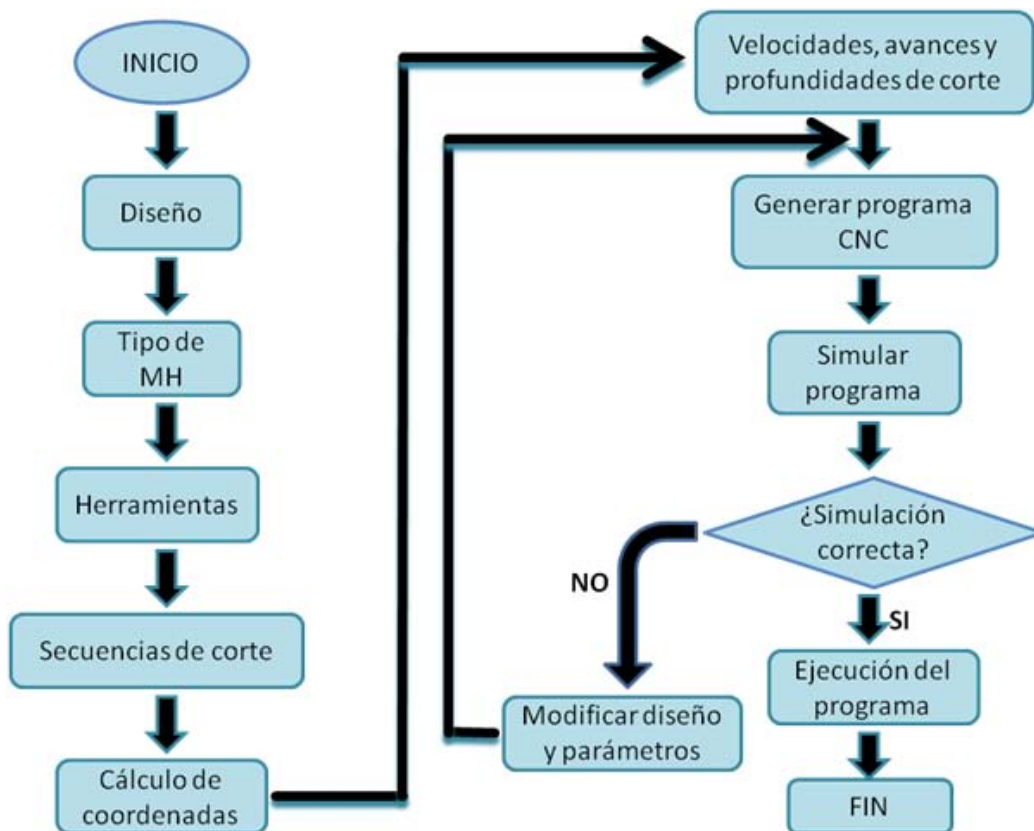 INICIO
Diseño
Tipo de
MH
Herramientas
Secuencias de corte
Cálculo de
coordenadas
Velocidades, avances y
profundidades de corte
Generar programa
CNC
Simular
programa
¿Simulación
correcta?
NO
SI
Modificar diseño
y parámetros
Ejecución del
programa
FIN